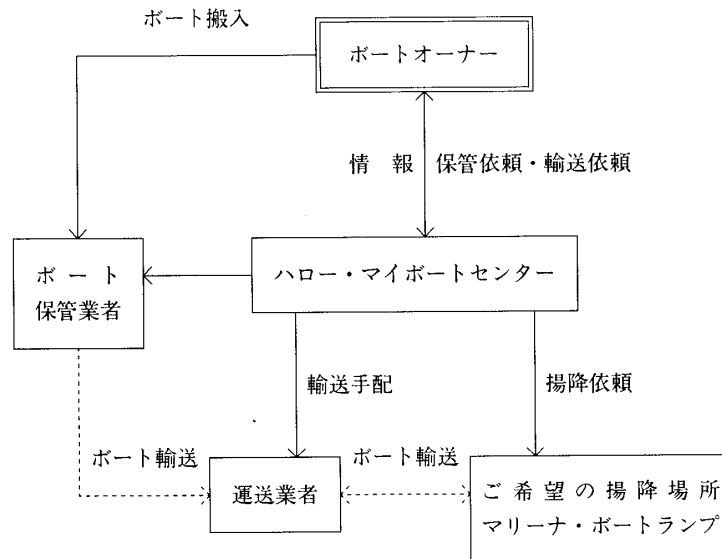 ボート搬入
ボートオーナー
情 報 保管依頼・輸送依頼
ボ ー ト
保管業者
ハロー・マイボートセンター
輸送手配
揚降依頼
ボート輸送
ボート輸送
運送業者
ご希望の揚降場所
マリーナ・ボートランプ